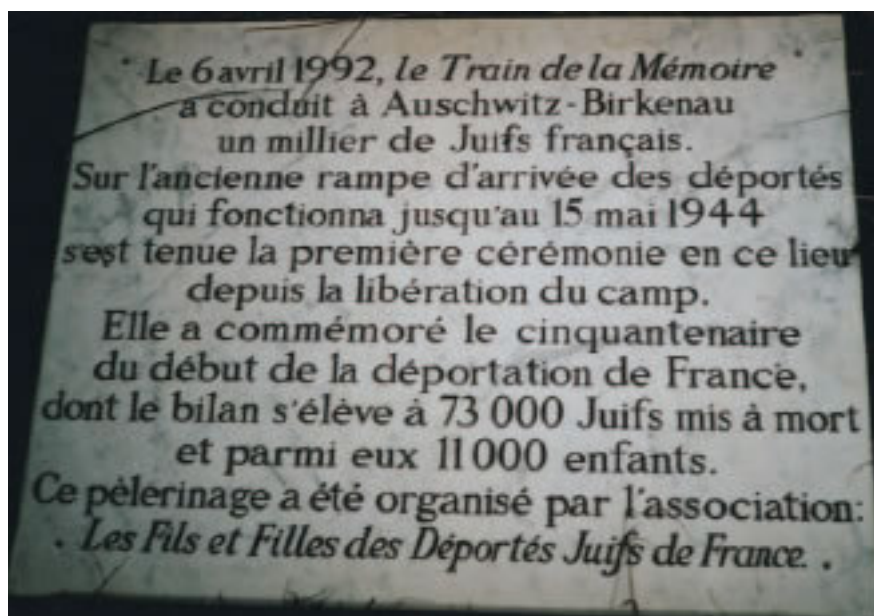 Le 6 avril 1992, le Train de la Mémoire
a conduit à Auschwitz-Birkenau
un millier de Juifs français.
Sur l'ancienne rampe d'arrivée des déportés
qui fonctionna jusqu'au 15 mai 1944
s'est tenue la première cérémonie en ce lieu
depuis la libération du camp.
Elle a commémoré le cinquantenaire
du début de la déportation de France,
dont le bilan s'élève à 73 000 Juifs mis à mort
et parmi eux 11 000 enfants.
Ce pèlerinage a été organisé par l'association:
. Les Fils et Filles des Déportés Juifs de France. .